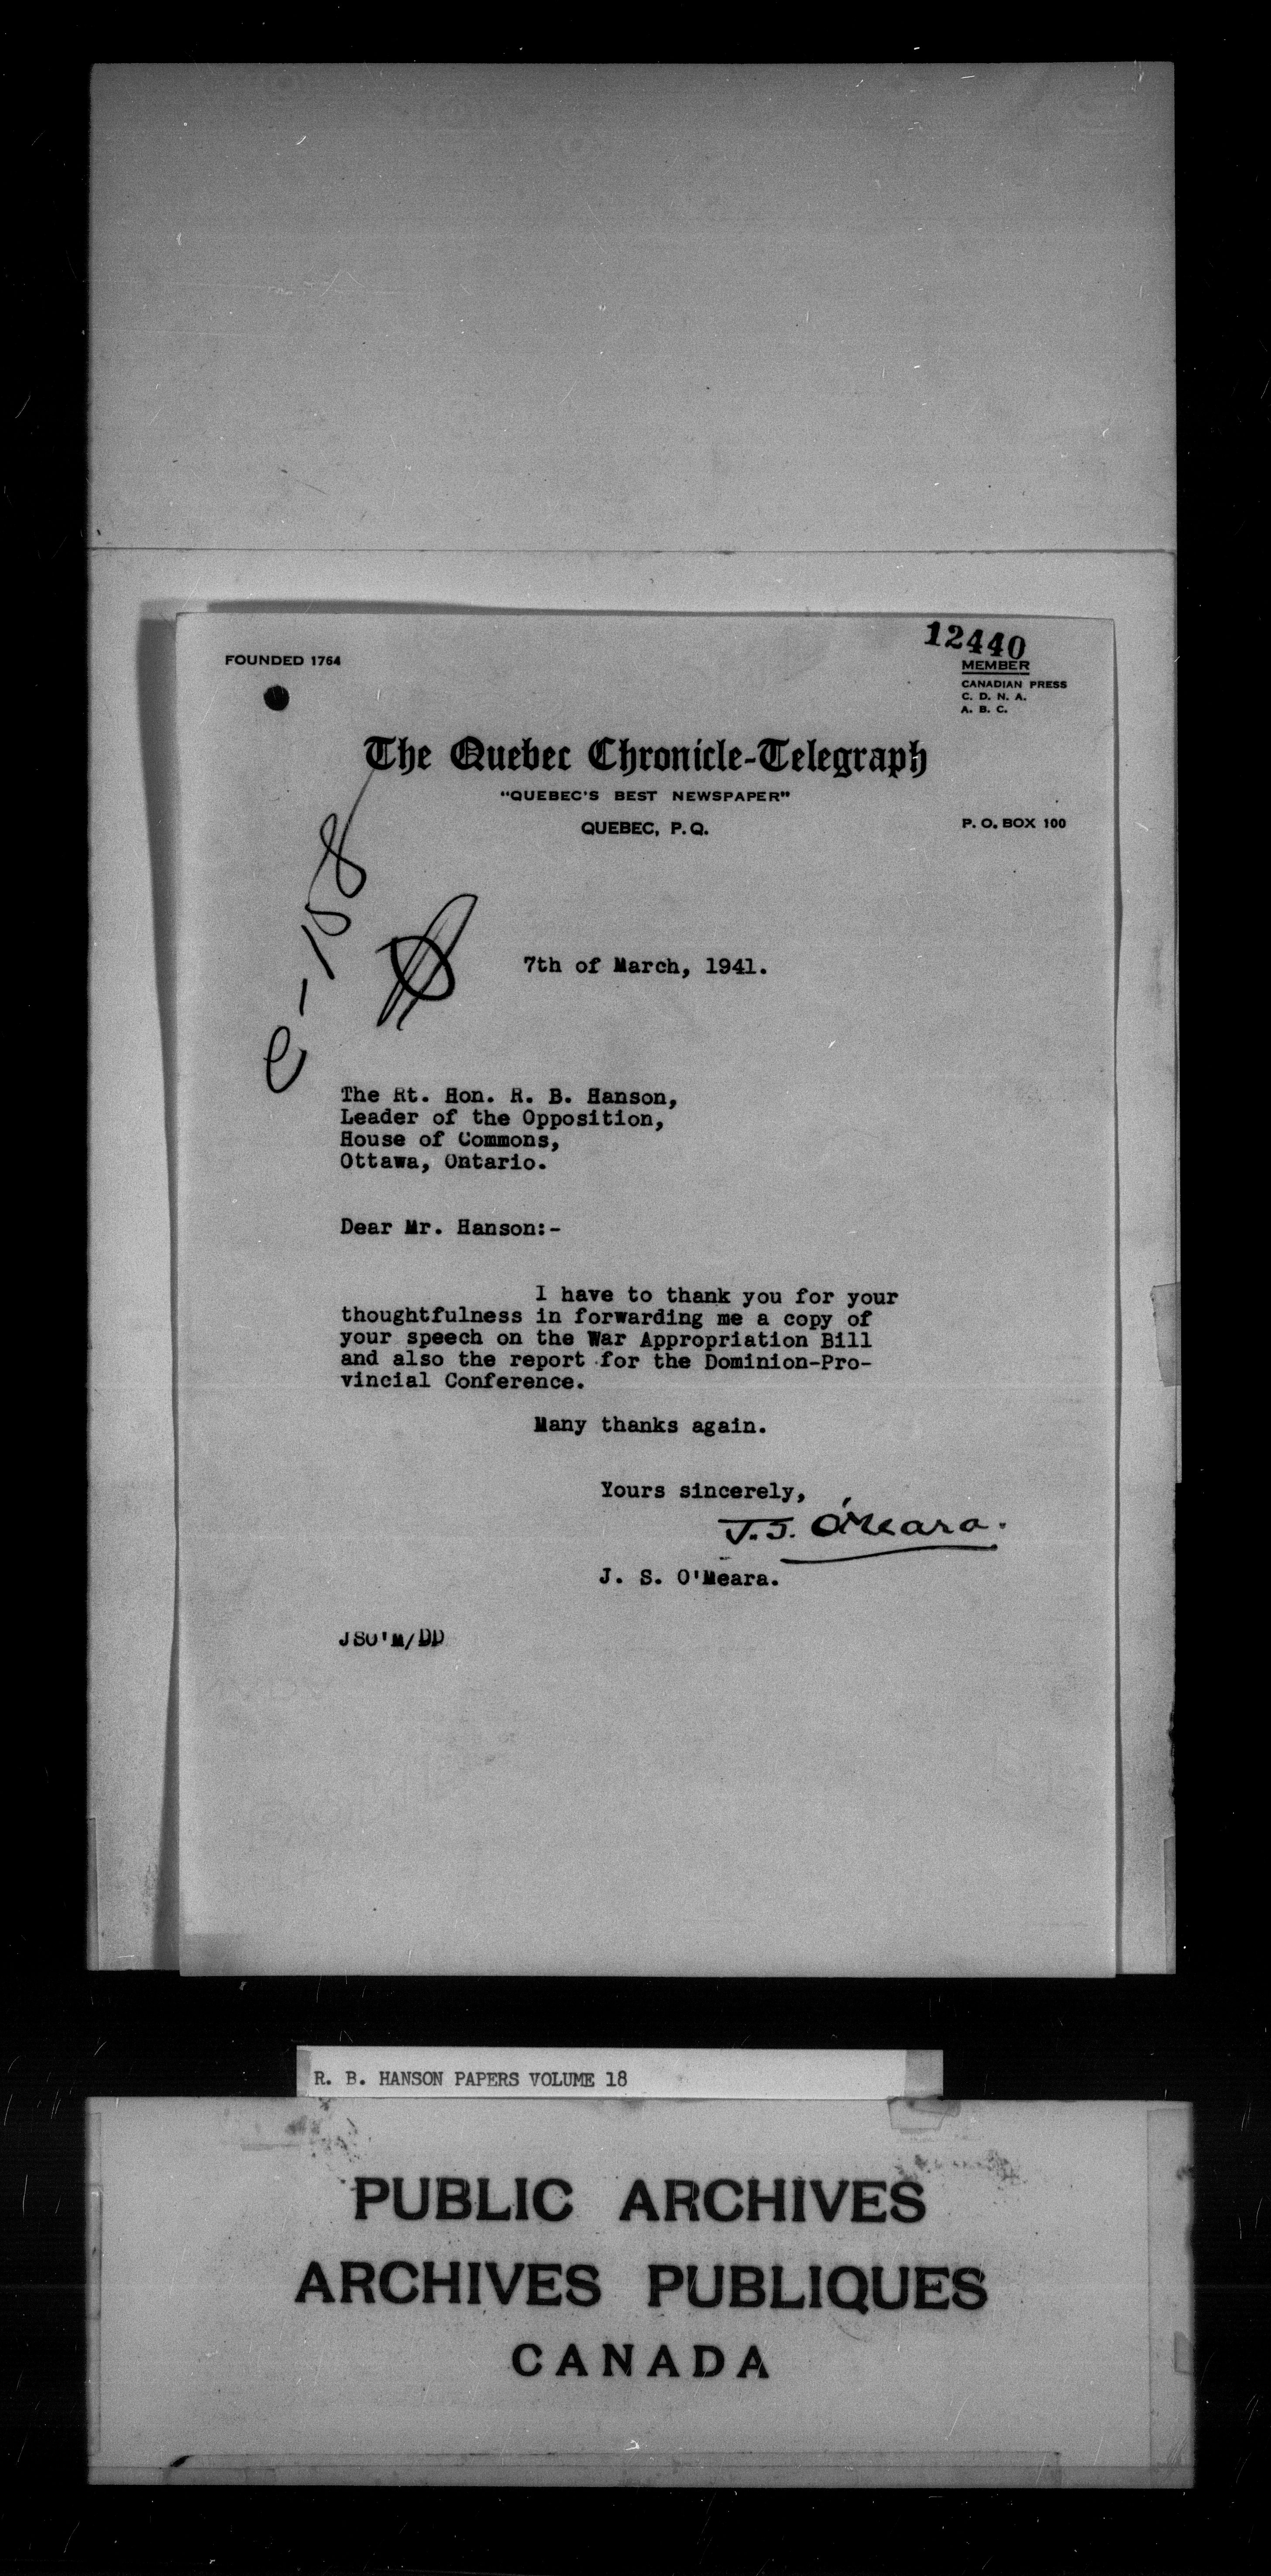 12440
FOUNDED 1764
MEMBER
CANADIAN PRESS
C. D. N. A.
A. B. C.
The Quebec Chronicle-Telegraph
"QUEBEC'S BEST NEWSPAPER"
QUEBEC, P.Q.
P. O. BOX 100
e-158
7th of March, 1941.
The Rt. Hon. R. B. Hanson,
Leader of the Opposition,
House of Commons,
Ottawa, Ontario.
Dear Mr. Hanson:-
I have to thank you for your
thoughtfulness in forwarding me a copy of
your speech on the War Appropriation Bill
and also the report for the Dominion-Pro-
vincial Conference.
Many thanks again.
Yours sincerely,
J.S. O'Meara.
J. S. O'Meara.
JSO'M/DD
R. B. HANSON PAPERS VOLUME 18
PUBLIC ARCHIVES
ARCHIVES PUBLIQUES
CANADA